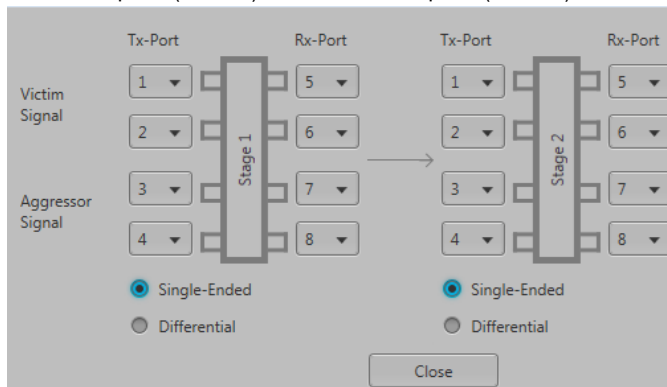 Tx-Port Rx-Port Tx-Port Rx-Port
1 5 1 5
Victim
Signal
2 6 2 6
Stage 1 Stage 2
3 7 3 7
Aggressor
Signal
4 8 4 8
Single-Ended Single-Ended
Differential Differential
Close